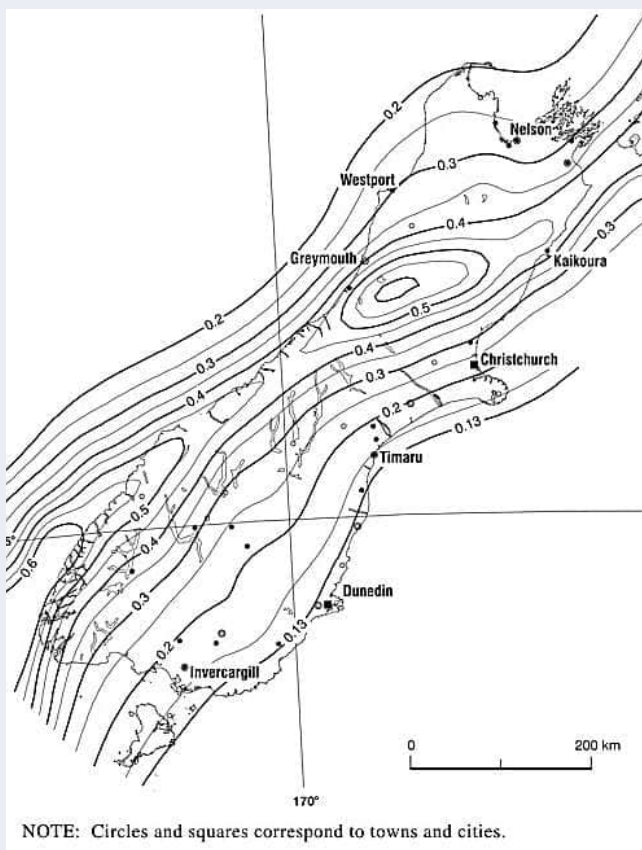 0.2
Nelson
0.3
Westport
0.4
0.3
Greymouth
Kaikoura
0.5
0.2
0.4
0.3
Christchurch
0.3
0.4
0.2
0.13
Timaru
0.5
0.4
0.6
0.3
Dunedin
0.13
0.2
Invercargill
0 200 km
170°
NOTE: Circles and squares correspond to towns and cities.